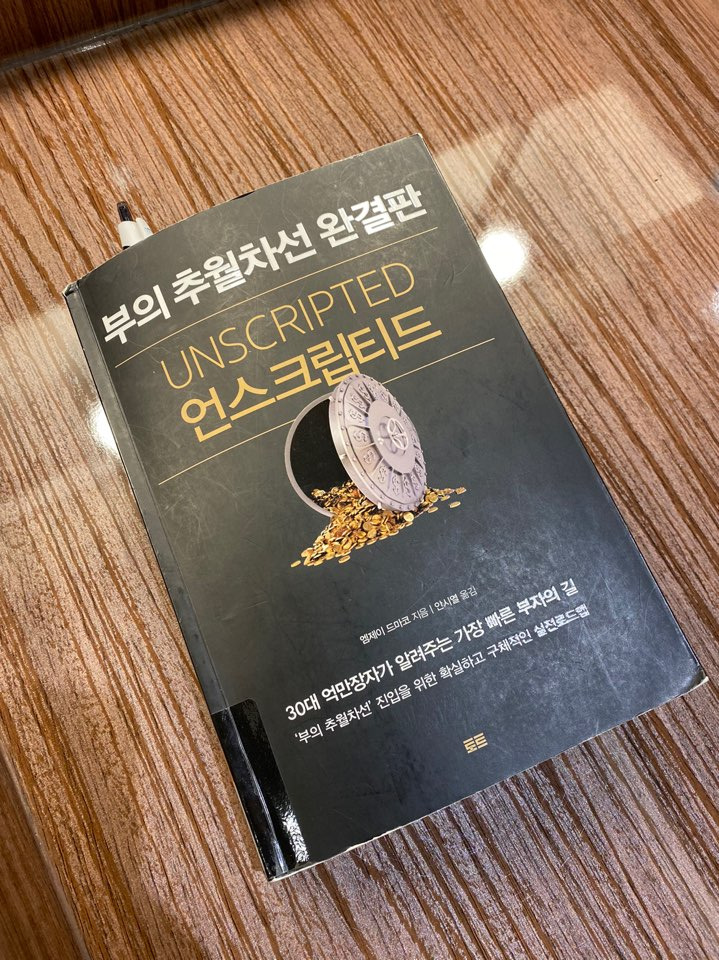 부의 추월차선 완결판
UNSCRIPTED
언스크립티드
엠제이 드마코 지음 | 안시열 옮김
30대 억만장자가 알려주는 가장 빠른 부자의 길
‘부의 추월차선’ 진입을 위한 확실하고 구체적인 실전로드맵
토트